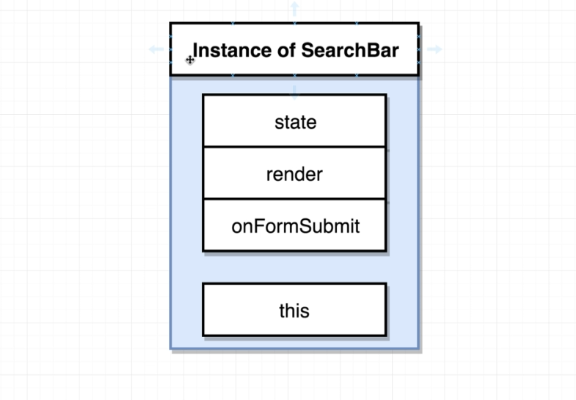 Instance of SearchBar
state
render
onFormSubmit
this